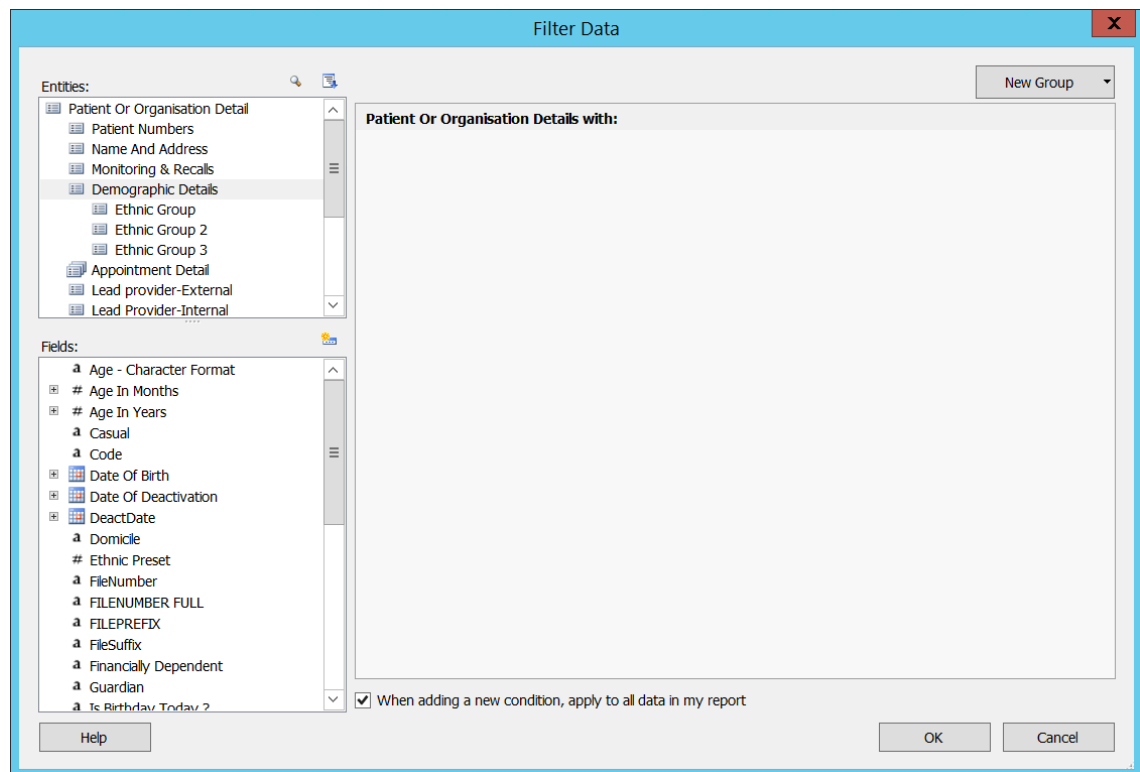 Filter Data
X
Entities:
New Group
Patient Or Organisation Detail
Patient Numbers
Name And Address
Monitoring & Recalls
Demographic Details
Ethnic Group
Ethnic Group 2
Ethnic Group 3
Appointment Detail
Lead provider-External
Lead Provider-Internal
Patient Or Organisation Details with:
Fields:
a Age - Character Format
# Age In Months
# Age In Years
a Casual
a Code
Date Of Birth
Date Of Deactivation
DeactDate
a Domicile
# Ethnic Preset
a FileNumber
a FILENUMBER FULL
a FILEPREFIX
a FileSuffix
a Financially Dependent
a Guardian
a Is Birthday Today ?
When adding a new condition, apply to all data in my report
Help
OK
Cancel